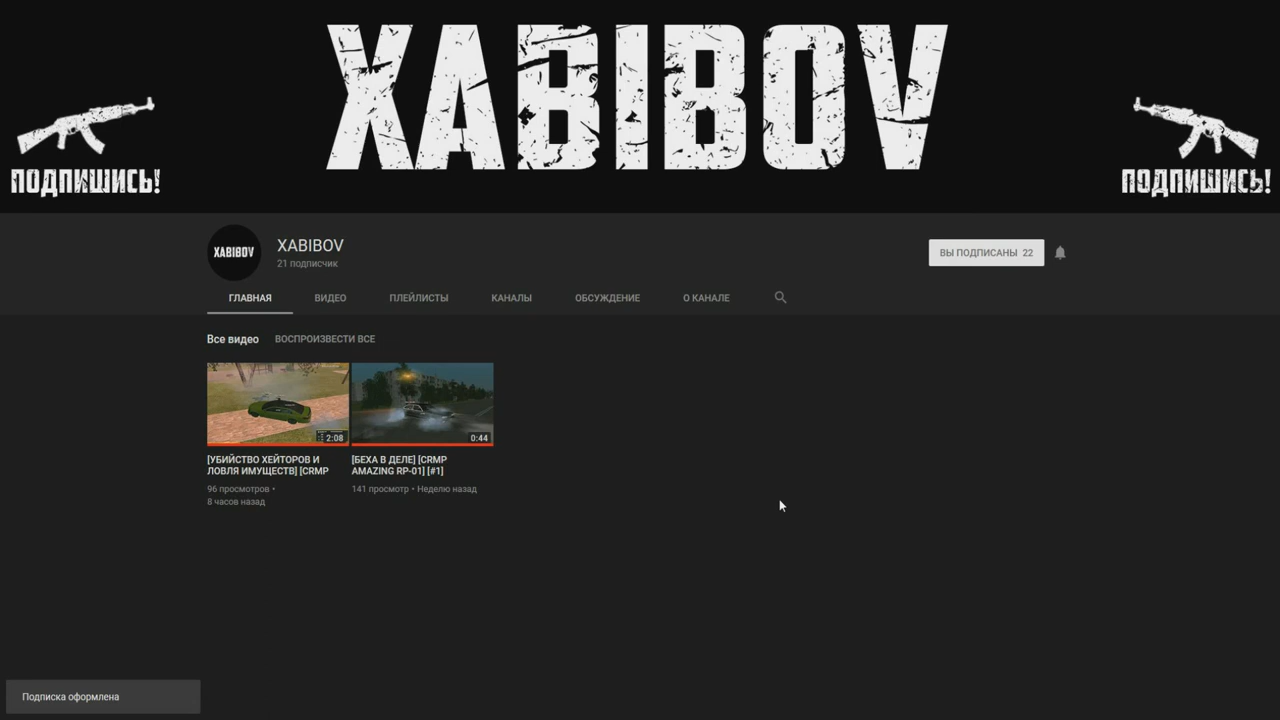 XABIBOV
ПОДПИШИСЬ!
ПОДПИШИСЬ!
XABIBOV
XABIBOV
21 подписчик
ВЫ ПОДПИСАНЫ 22
ГЛАВНАЯ
ВИДЕО
ПЛЕЙЛИСТЫ
КАНАЛЫ
ОБСУЖДЕНИЕ
О КАНАЛЕ
Все видео
ВОСПРОИЗВЕСТИ ВСЕ
2:08
0:44
[УБИЙСТВО ХЕЙТОРОВ И
ЛОВЛЯ ИМУЩЕСТВ] [CRMP
96 просмотров •
8 часов назад
[БЕХА В ДЕЛЕ] [CRMP
AMAZING RP-01] [#1]
141 просмотр • Неделю назад
Подписка оформлена